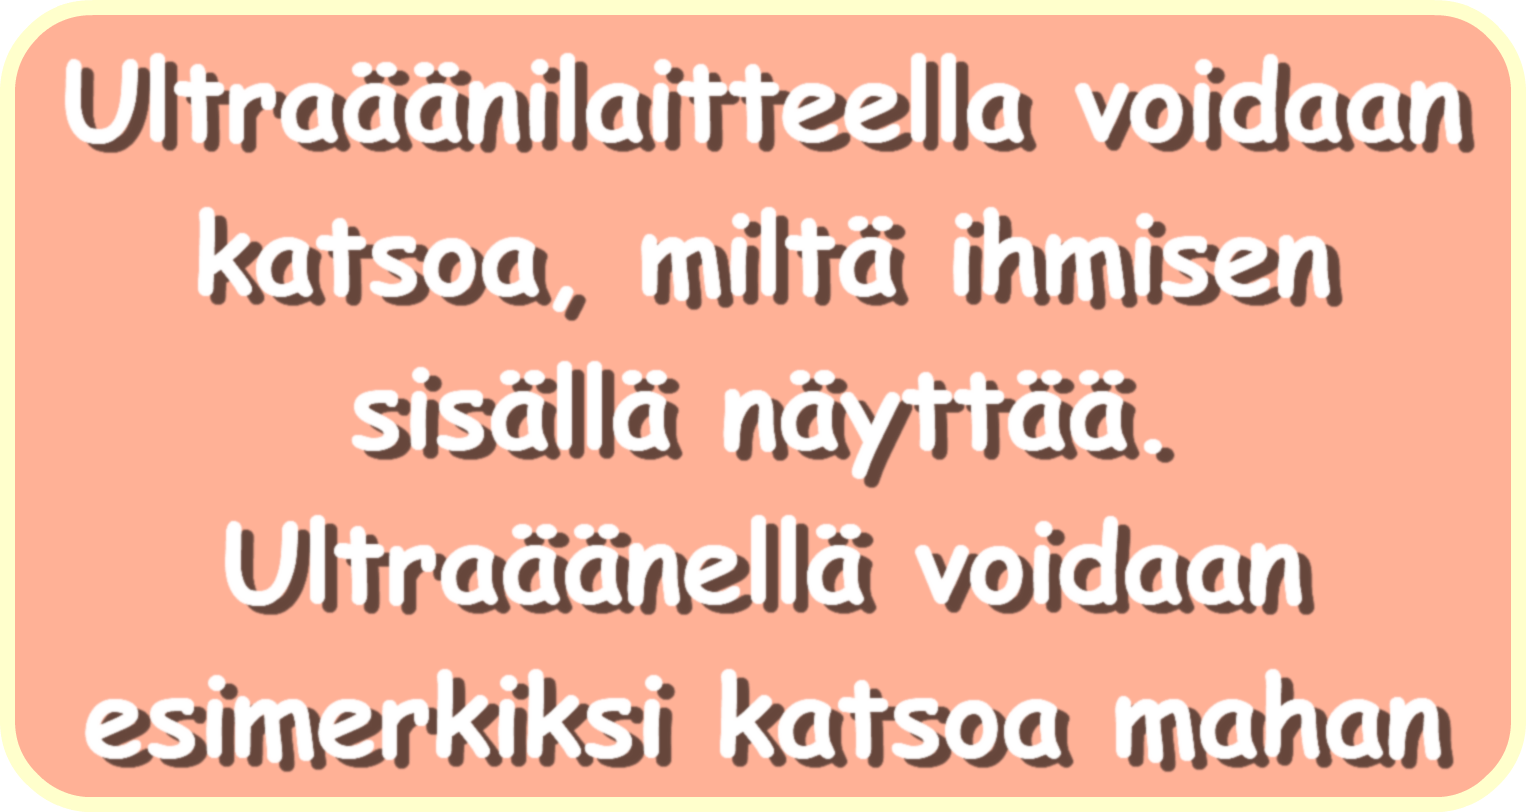 Ultraäänilaitteella voidaan
katsoa, miltä ihmisen
sisällä näyttää.
Ultraäänellä voidaan
esimerkiksi katsoa mahan